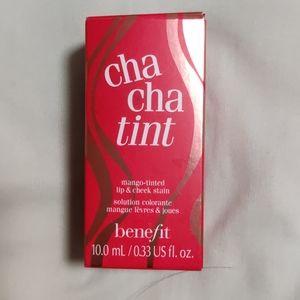 cha
cha
tint
mango-tinted
lip & cheek stain
solution colorante
mangue lèvres & joues
benefit
10.0 mL / 0.33 US fl. oz.